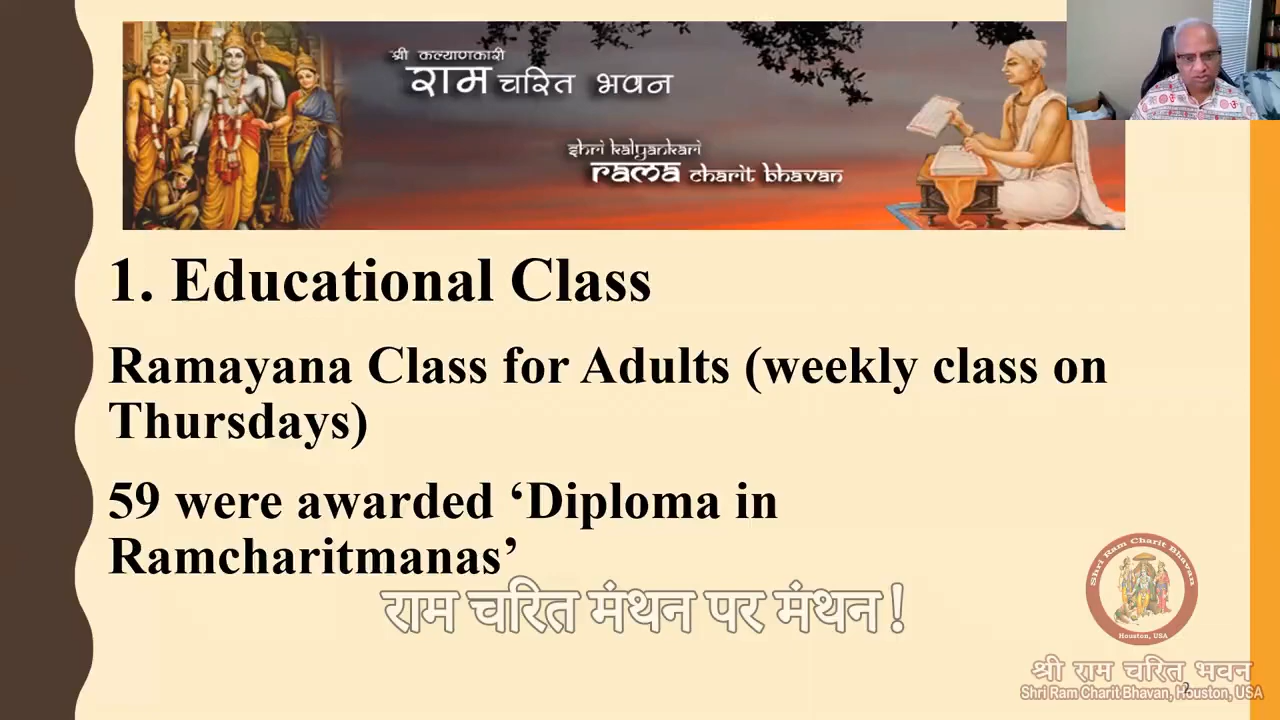 श्री कल्याणकारी
राम चरित भवन
shri kalyankari
rama charit bhavan
1. Educational Class
Ramayana Class for Adults (weekly class on
Thursdays)
59 were awarded ‘Diploma in
Ramcharitmanas’
राम चरित मंथन पर मंथन!
Shri Ram Charit Bhavan
Houston, USA
श्री राम चरित भवन
2
Shri Ram Charit Bhavan, Houston, USA